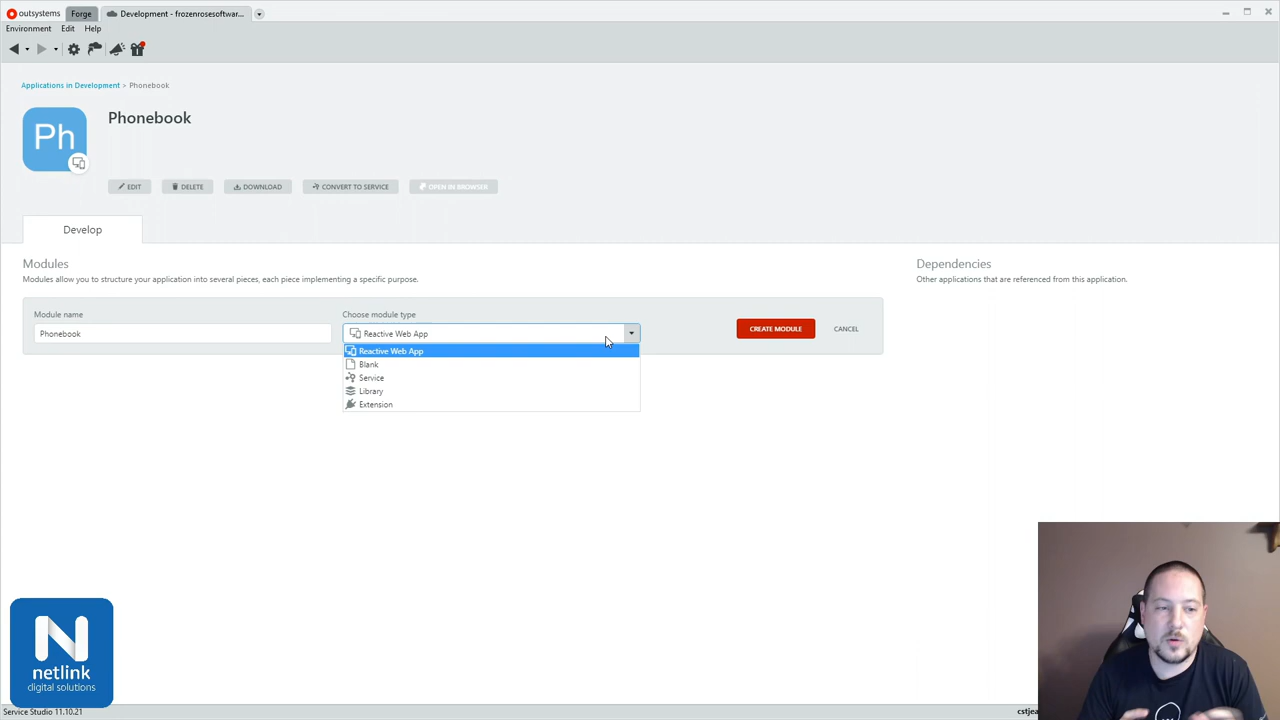 outsystems
Forge
Development - frozenrosesoftwar...
Environment
Edit
Help
Applications in Development > Phonebook
Ph
Phonebook
EDIT
DELETE
DOWNLOAD
CONVERT TO SERVICE
OPEN IN BROWSER
Develop
Modules
Modules allow you to structure your application into several pieces, each piece implementing a specific purpose.
Dependencies
Other applications that are referenced from this application.
Module name
Choose module type
Phonebook
Reactive Web App
CREATE MODULE
CANCEL
Reactive Web App
Blank
Service
Library
Extension
N
netlink
digital solutions
Service Studio 11.10.21
cstjea